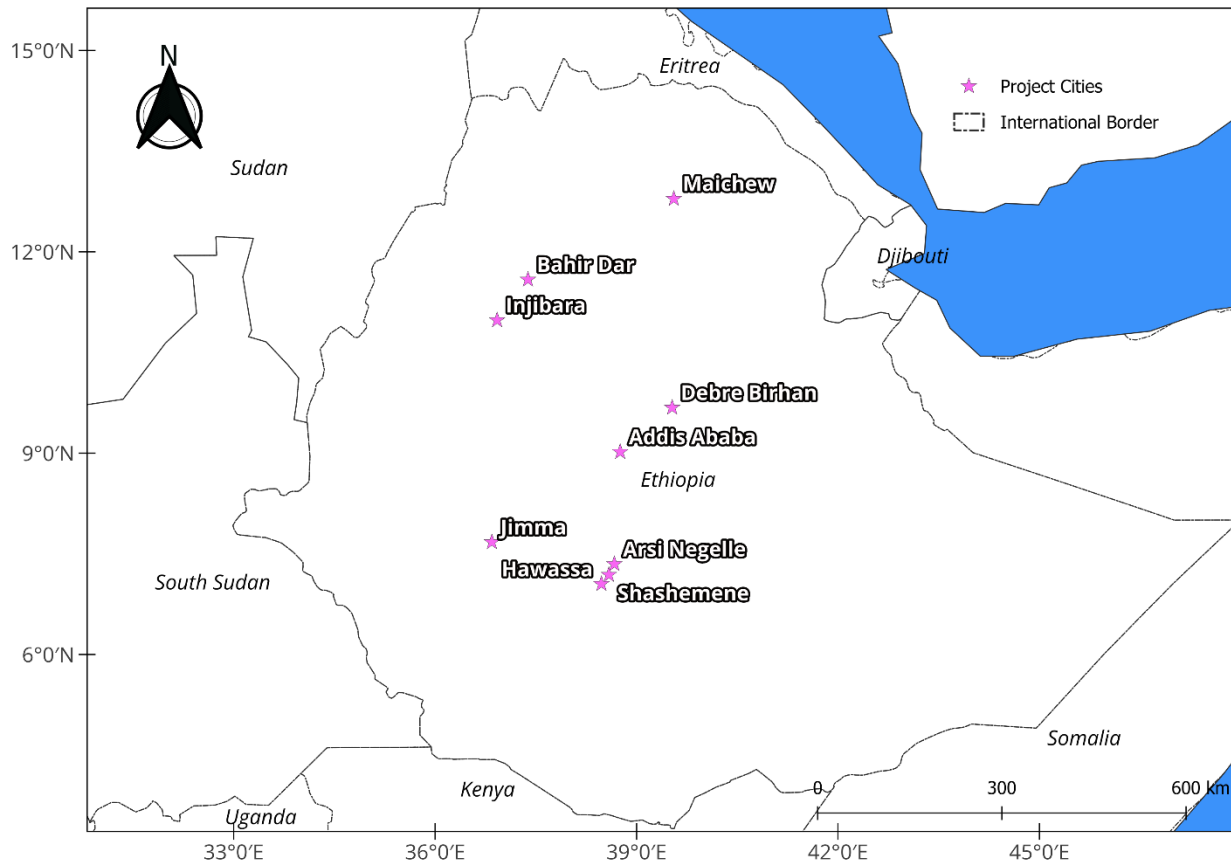 15°0′N
N
Eritrea
Project Cities
International Border
Sudan
Maichew
12°0′N
Djibouti
Bahir Dar
Injibara
Debre Birhan
Addis Ababa
9°0′N
Ethiopia
Jimma
Arsi Negelle
Hawassa
South Sudan
Shashemene
6°0′N
Somalia
Kenya
0 300 600 km
Uganda
33°0′E 36°0′E 39°0′E 42°0′E 45°0′E